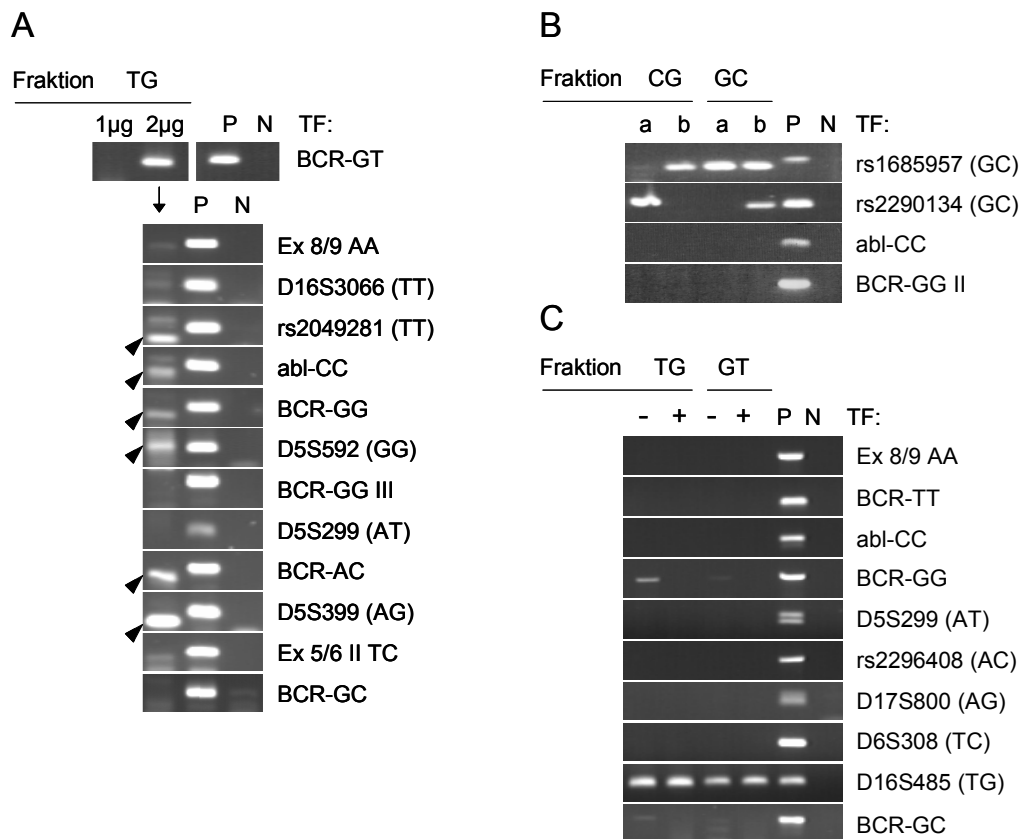 A
Fraktion TG
1µg 2µg P N TF:
BCR-GT
P N
Ex 8/9 AA
D16S3066 (TT)
rs2049281 (TT)
abl-CC
BCR-GG
D5S592 (GG)
BCR-GG III
D5S299 (AT)
BCR-AC
D5S399 (AG)
Ex 5/6 II TC
BCR-GC
B
Fraktion CG GC
a b a b P N TF:
rs1685957 (GC)
rs2290134 (GC)
abl-CC
BCR-GG II
C
Fraktion TG GT
- + - + P N TF:
Ex 8/9 AA
BCR-TT
abl-CC
BCR-GG
D5S299 (AT)
rs2296408 (AC)
D17S800 (AG)
D6S308 (TC)
D16S485 (TG)
BCR-GC